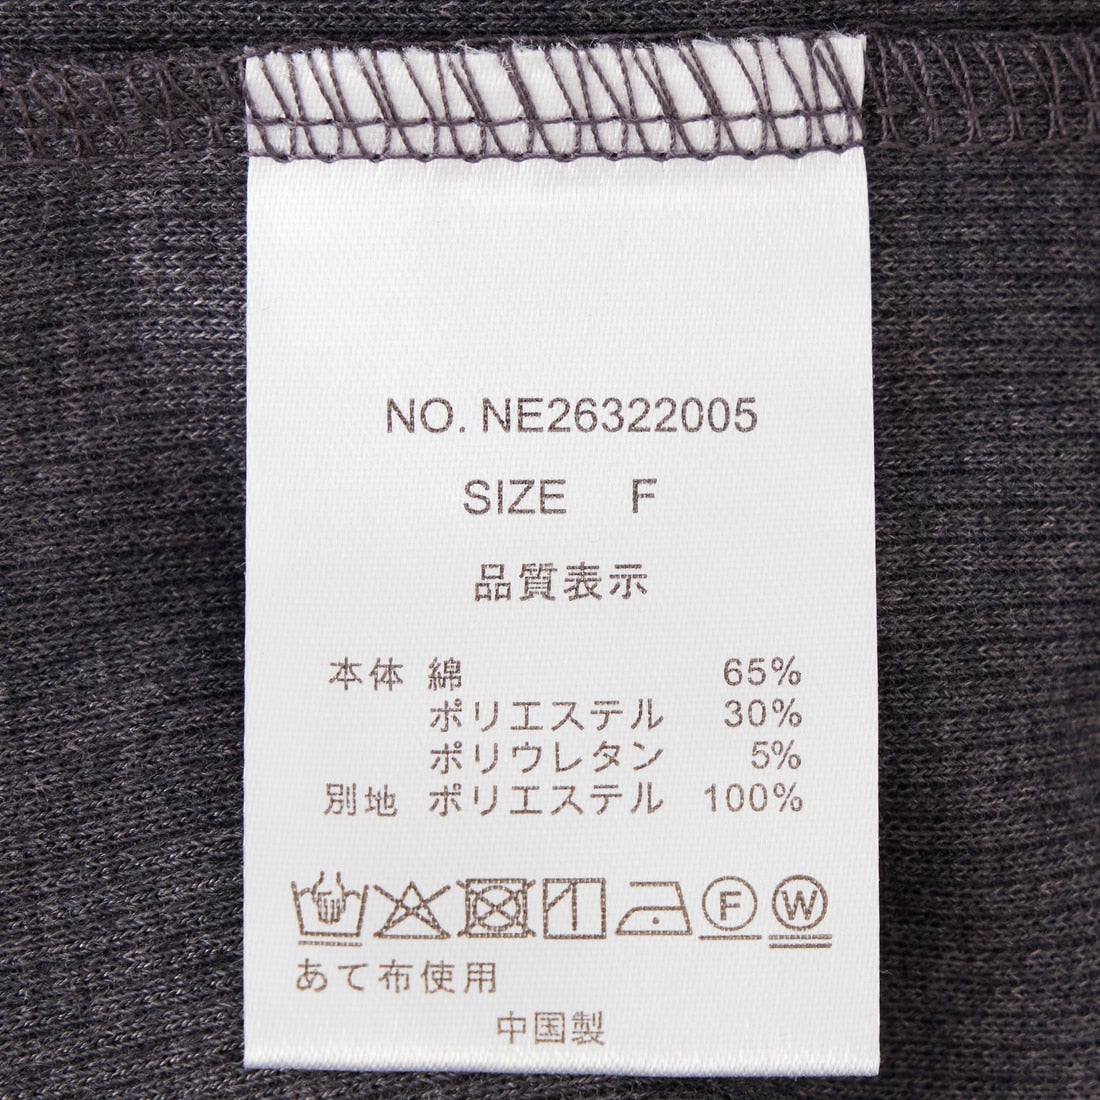 NO. NE26322005
SIZE F
品質表示
本体 綿 65%
ポリエステル 30%
ポリウレタン 5%
別地 ポリエステル 100%
F W
あて布使用
中国製